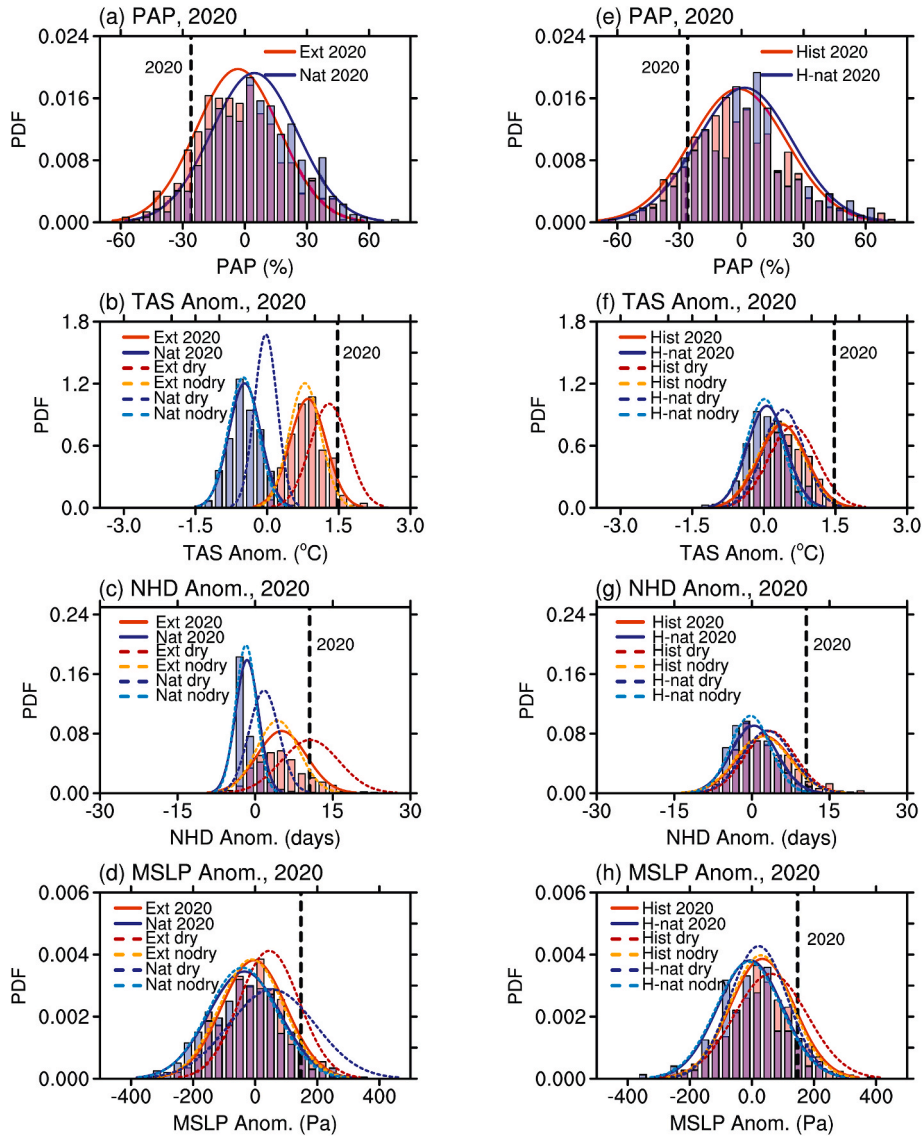 (a) PAP, 2020
0.024
0.016
0.008
0.000
PDF
2020
Ext 2020
Nat 2020
-60 -30 0 30 60
PAP (%)
(e) PAP, 2020
0.024
0.016
0.008
0.000
PDF
2020
Hist 2020
H-nat 2020
-60 -30 0 30 60
PAP (%)
(b) TAS Anom., 2020
1.8
1.2
0.6
0.0
PDF
Ext 2020
Nat 2020
Ext dry
Ext nodry
Nat dry
Nat nodry
2020
-3.0 -1.5 0.0 1.5 3.0
TAS Anom. (°C)
(f) TAS Anom., 2020
1.8
1.2
0.6
0.0
PDF
Hist 2020
H-nat 2020
Hist dry
Hist nodry
H-nat dry
H-nat nodry
2020
-3.0 -1.5 0.0 1.5 3.0
TAS Anom. (°C)
(c) NHD Anom., 2020
0.24
0.16
0.08
0.00
PDF
Ext 2020
Nat 2020
Ext dry
Ext nodry
Nat dry
Nat nodry
2020
-30 -15 0 15 30
NHD Anom. (days)
(g) NHD Anom., 2020
0.24
0.16
0.08
0.00
PDF
Hist 2020
H-nat 2020
Hist dry
Hist nodry
H-nat dry
H-nat nodry
2020
-30 -15 0 15 30
NHD Anom. (days)
(d) MSLP Anom., 2020
0.006
0.004
0.002
0.000
PDF
Ext 2020
Nat 2020
Ext dry
Ext nodry
Nat dry
Nat nodry
2020
-400 -200 0 200 400
MSLP Anom. (Pa)
(h) MSLP Anom., 2020
0.006
0.004
0.002
0.000
PDF
Hist 2020
H-nat 2020
Hist dry
Hist nodry
H-nat dry
H-nat nodry
2020
-400 -200 0.0 200 400
MSLP Anom. (Pa)